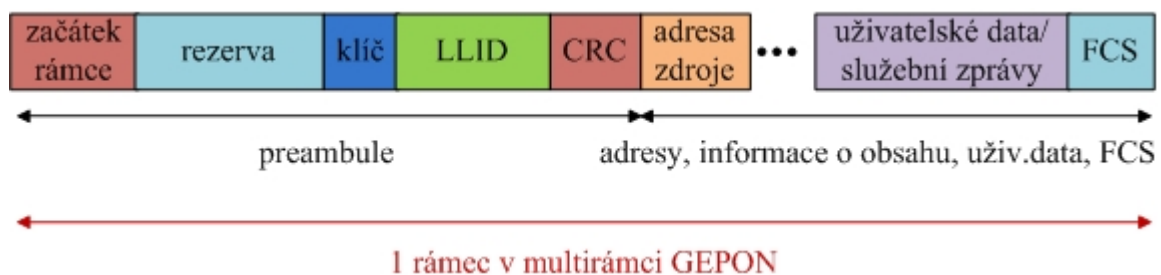 začátek
rámce
rezerva
klíč
LLID
CRC
adresa
zdroje
•••
uživatelské data/
služební zprávy
FCS
preambule
adresy, informace o obsahu, uživ.data, FCS
1 rámec v multirámci GEPON